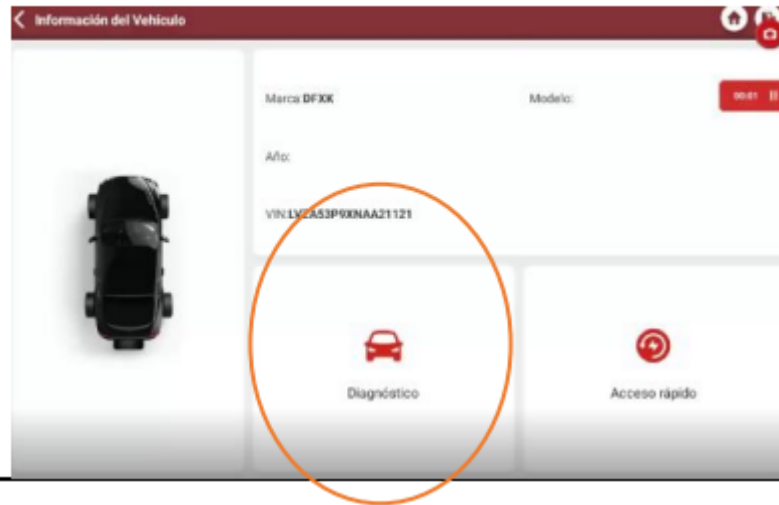 Información del Vehículo
Marca:DFXK Modelo:
00:01
Año:
VIN:LVZA53P9XNAA21121
Diagnóstico Acceso rápido